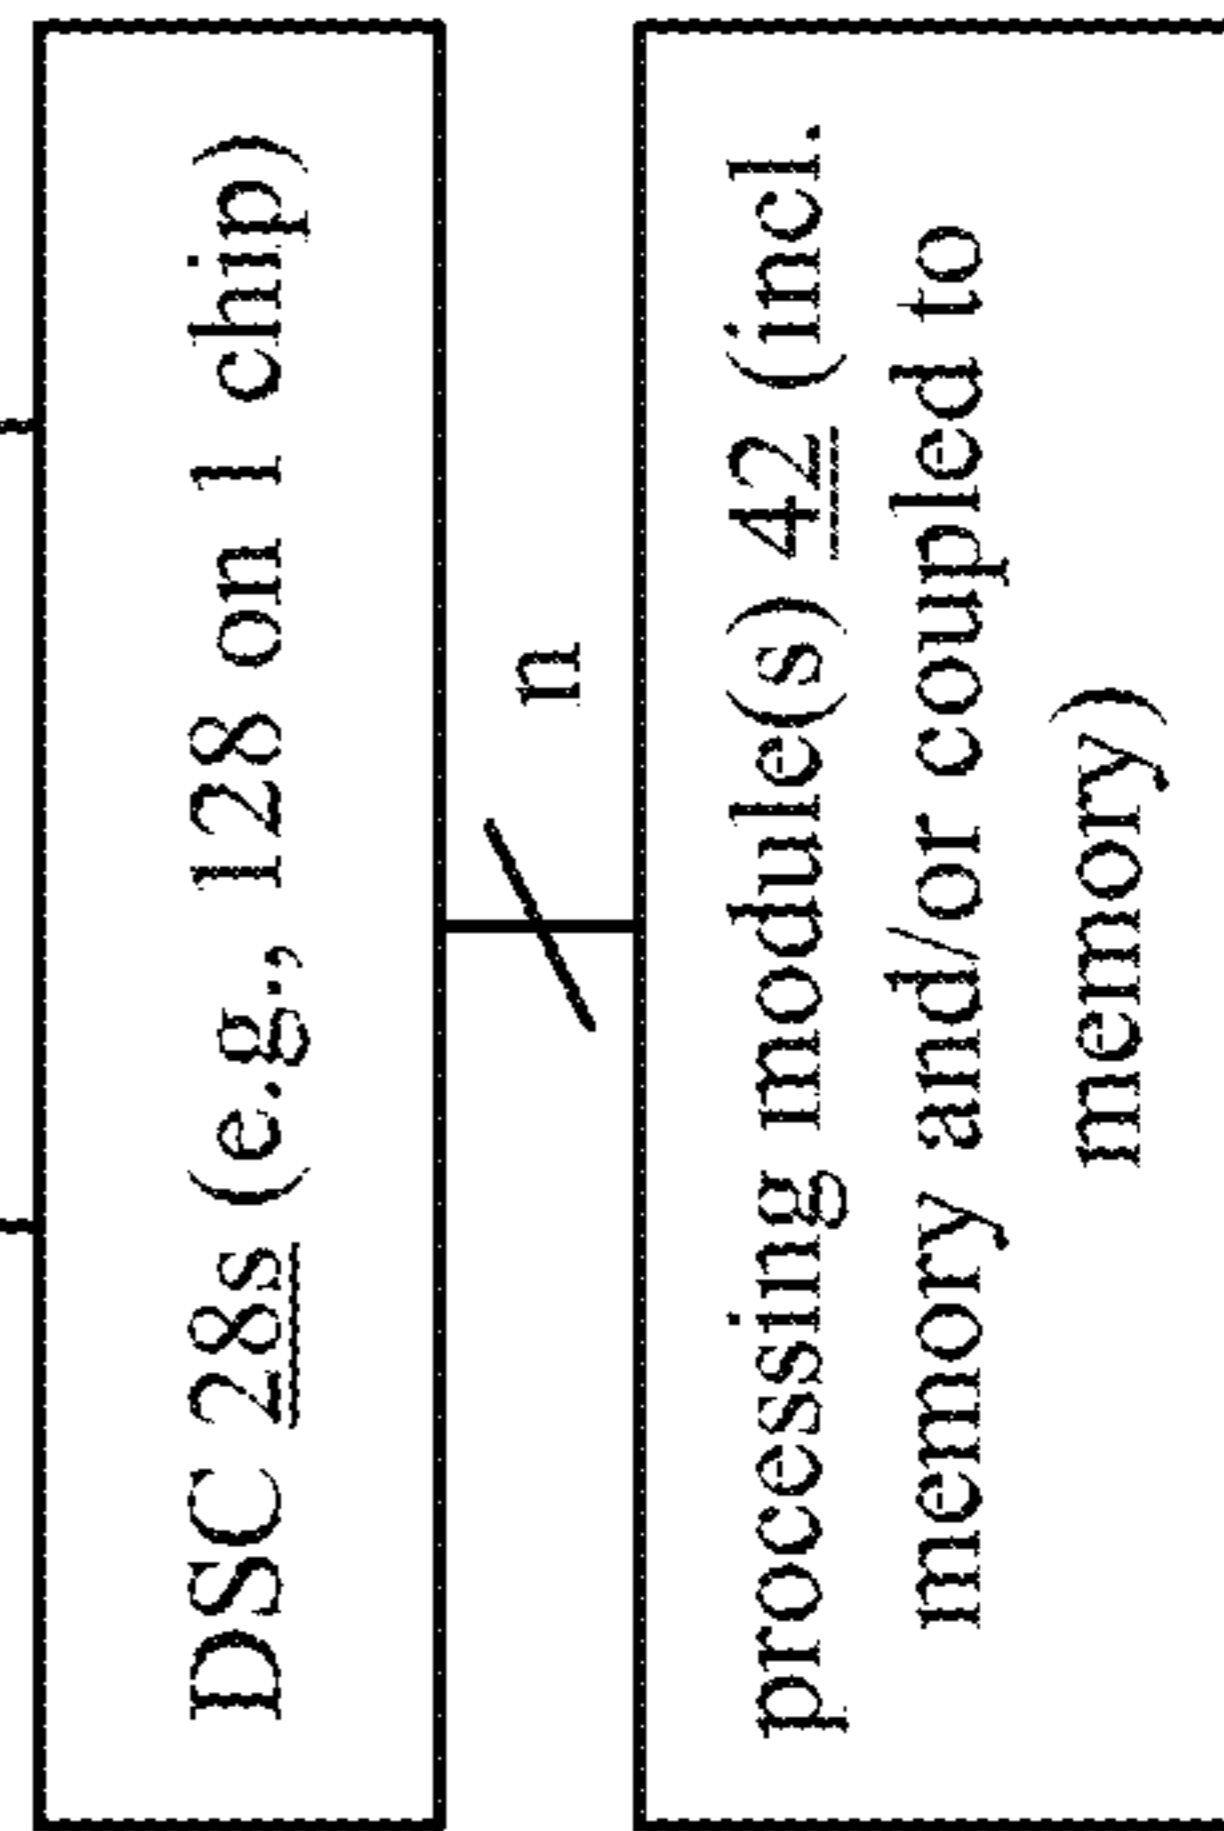 DSC 28s (e.g., 128 on 1 chip)
n
processing module(s) 42 (incl.
memory and/or coupled to
memory)